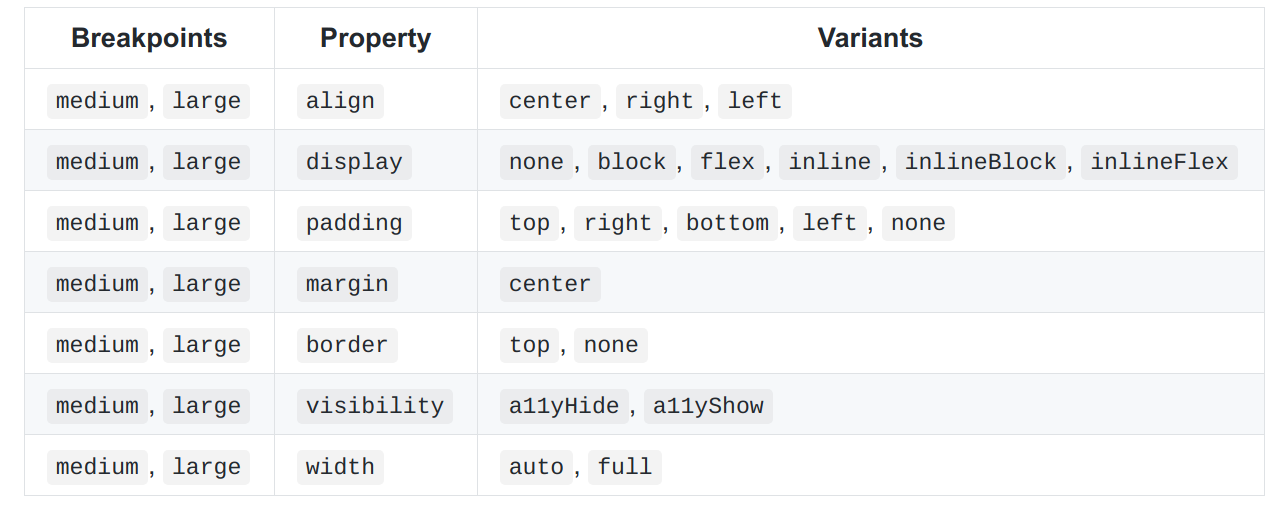 Breakpoints Property Variants
medium, large align center, right, left
medium, large display none, block, flex, inline, inlineBlock, inlineFlex
medium, large padding top, right, bottom, left, none
medium, large margin center
medium, large border top, none
medium, large visibility a11yHide, a11yShow
medium, large width auto, full